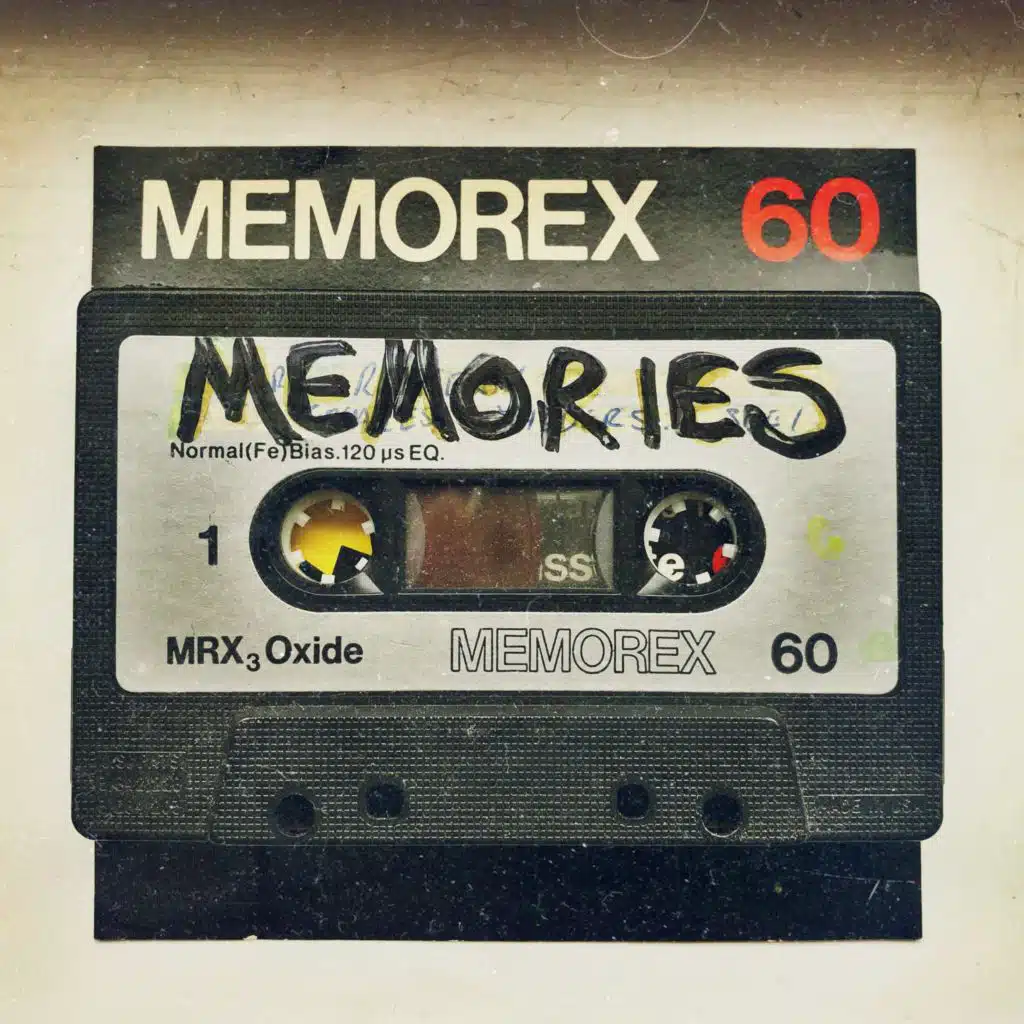 MEMOREX 60
MEMORIES
Normal(Fe)Bias.120 µs EQ.
ss
e
1
MRX₃ Oxide MEMOREX 60